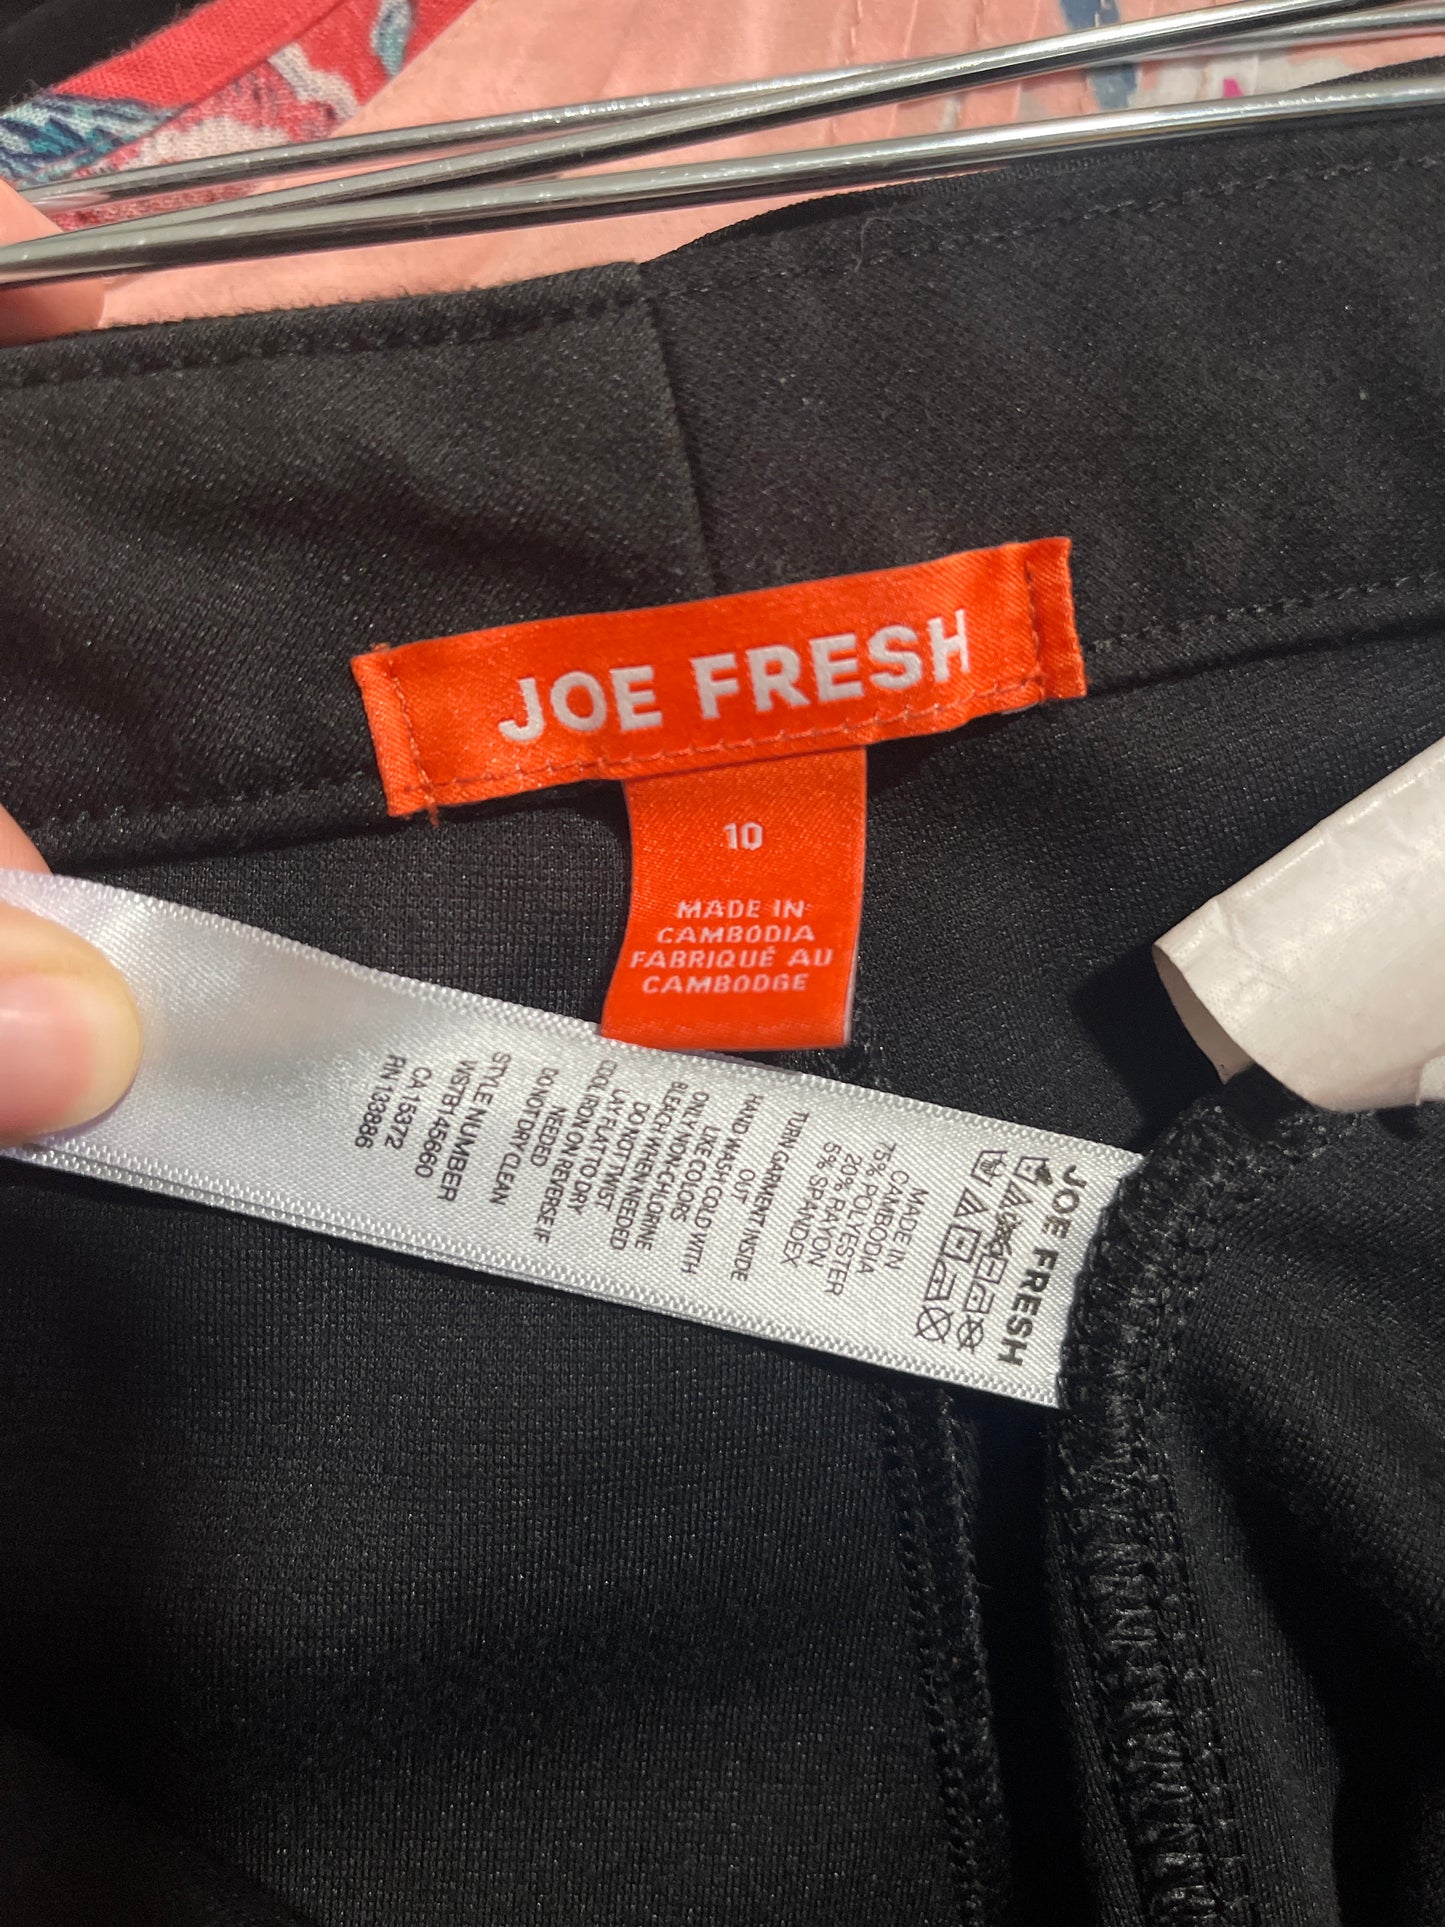 JOE FRESH
10
MADE IN
CAMBODIA
FABRIQUÉ AU
CAMBODGE
JOE FRESH
MADE IN
CAMBODIA
75% POLYESTER
20% RAYON
5% SPANDEX
TURN GARMENT INSIDE
OUT
HAND WASH COLD WITH
LIKE COLORS
ONLY NON-CHLORINE
BLEACH WHEN NEEDED
DO NOT TWIST
LAY FLAT TO DRY
COOL IRON ON REVERSE IF
NEEDED
DO NOT DRY CLEAN
STYLE NUMBER
WSTB145660
CA 15372
RN 133886